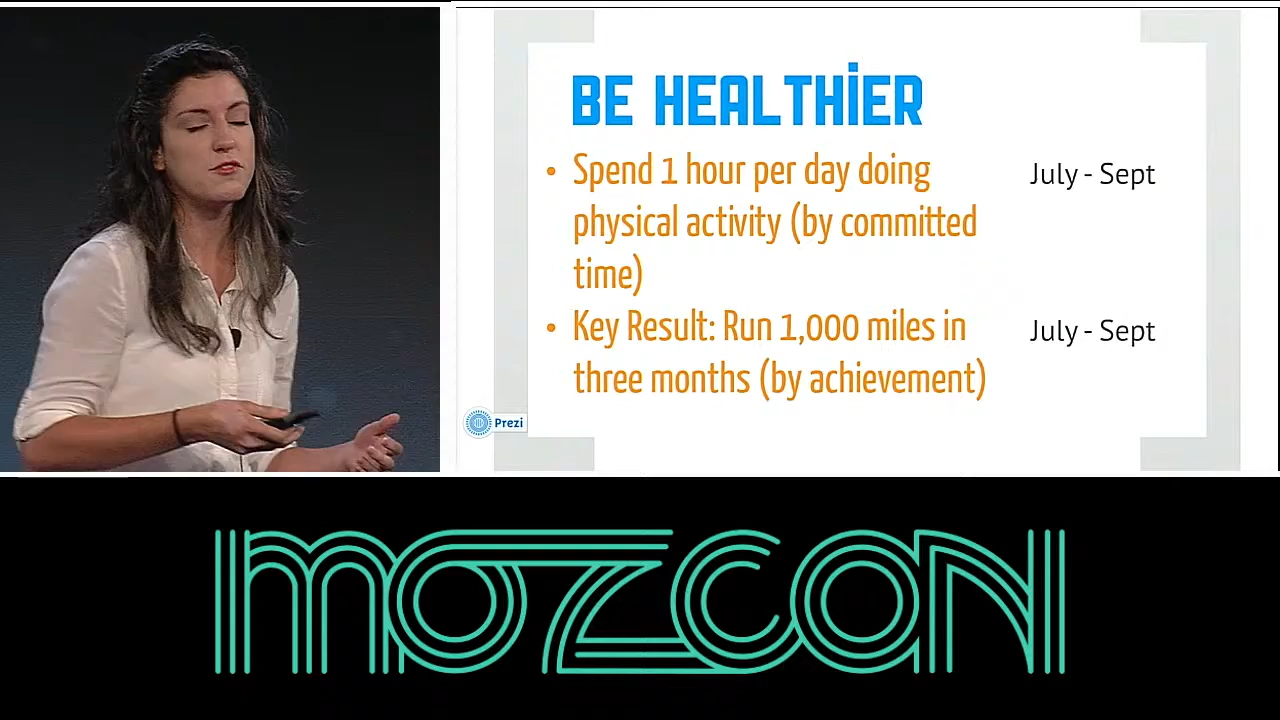 BE HEALTHiER
• Spend 1 hour per day doing
July - Sept
physical activity (by committed
time)
• Key Result: Run 1,000 miles in
July - Sept
three months (by achievement)
Prezi
mozcon